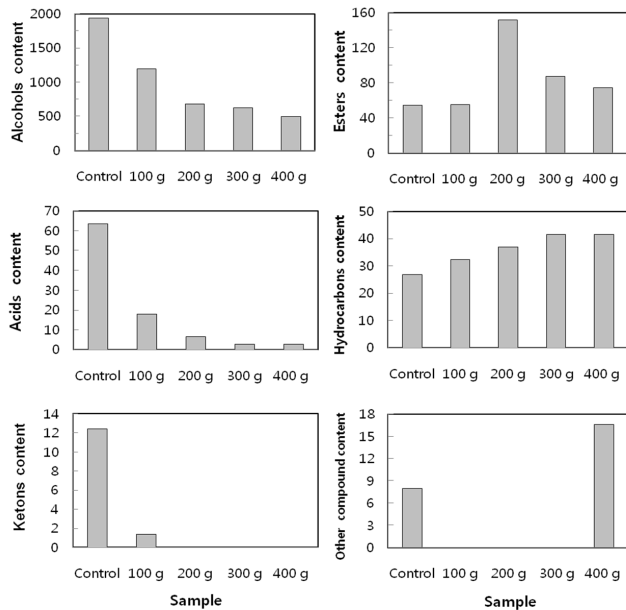 Alcohols content
2000
1500
1000
500
0
Control 100 g 200 g 300 g 400 g
Esters content
160
120
80
40
0
Control 100 g 200 g 300 g 400 g
Acids content
70
60
50
40
30
20
10
0
Control 100 g 200 g 300 g 400 g
Hydrocarbons content
50
40
30
20
10
0
Control 100 g 200 g 300 g 400 g
Ketons content
14
12
10
8
6
4
2
0
Control 100 g 200 g 300 g 400 g
Sample
Other compound content
18
15
12
9
6
3
0
Control 100 g 200 g 300 g 400 g
Sample